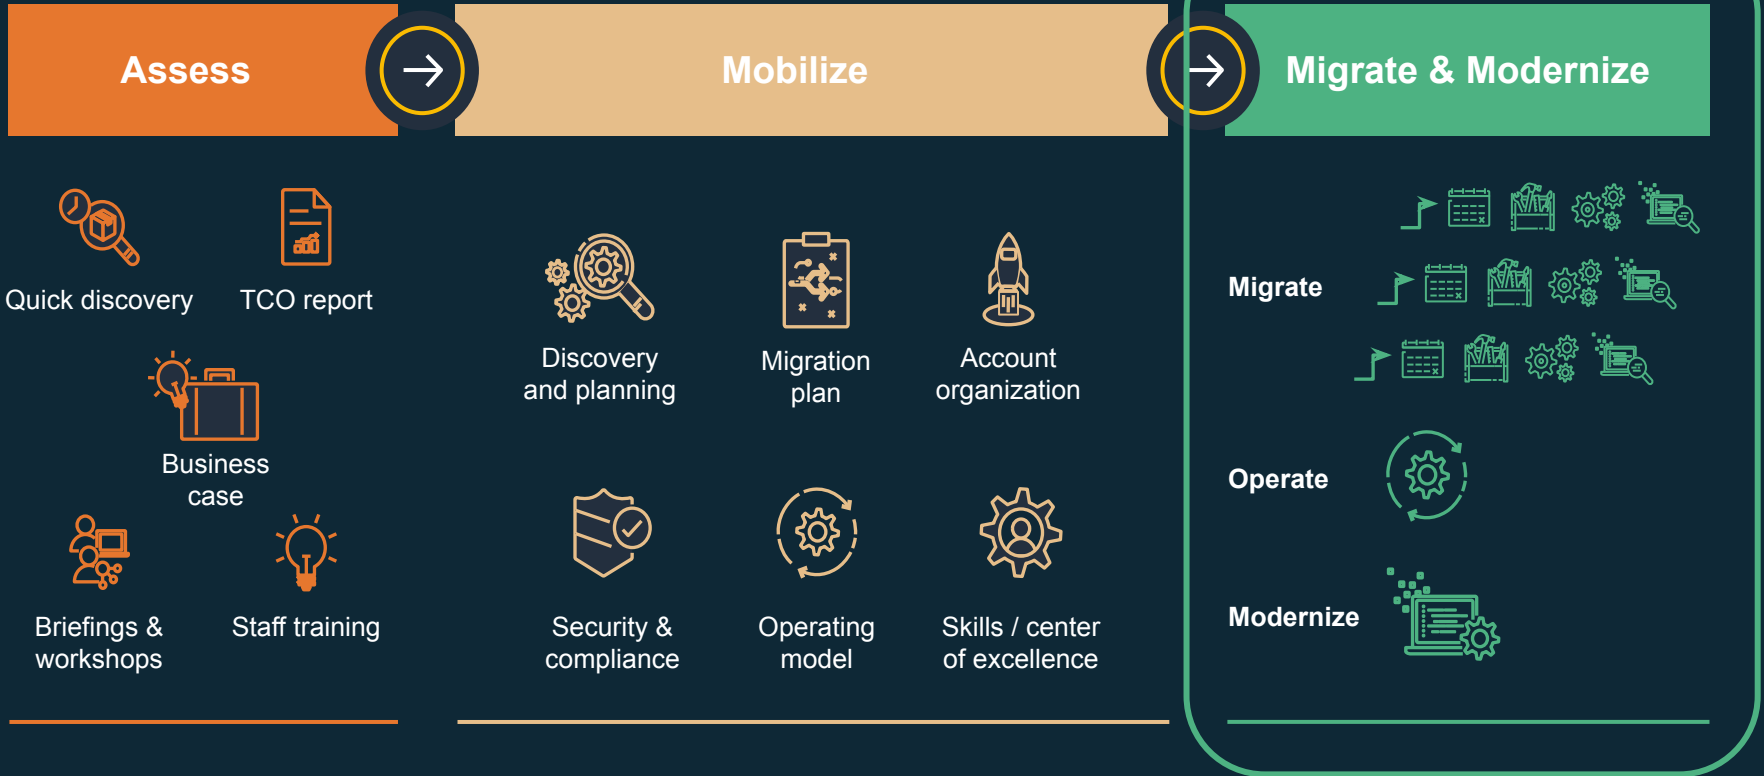 Assess
Mobilize
Migrate & Modernize
Quick discovery
TCO report
Business
case
Briefings &
workshops
Staff training
Discovery
and planning
Migration
plan
Account
organization
Security &
compliance
Operating
model
Skills / center
of excellence
Migrate
Operate
Modernize